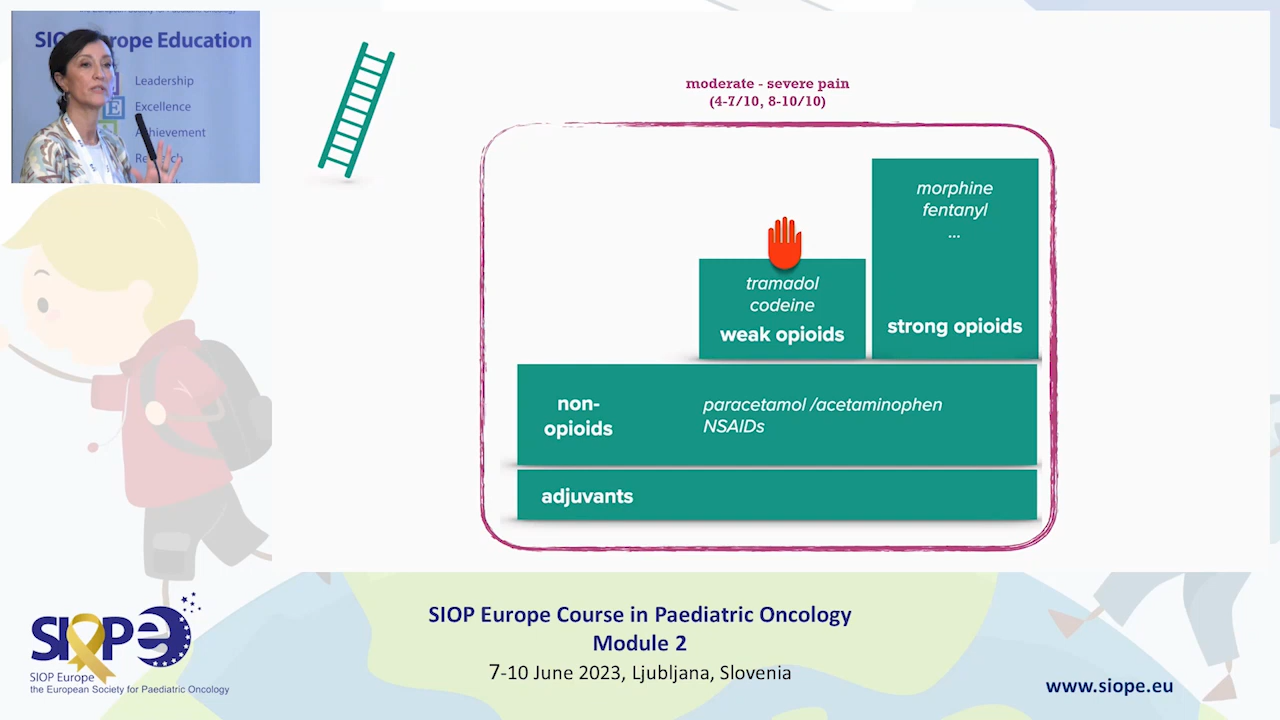 SIOP Europe Education
Leadership
Excellence
E
Achievement
Research
moderate - severe pain
(4-7/10, 8-10/10)
morphine
fentanyl
...
tramadol
codeine
weak opioids
strong opioids
non-
opioids
paracetamol /acetaminophen
NSAIDs
adjuvants
SIOP e
SIOP Europe
the European Society for Paediatric Oncology
SIOP Europe Course in Paediatric Oncology
Module 2
7-10 June 2023, Ljubljana, Slovenia
www.siope.eu